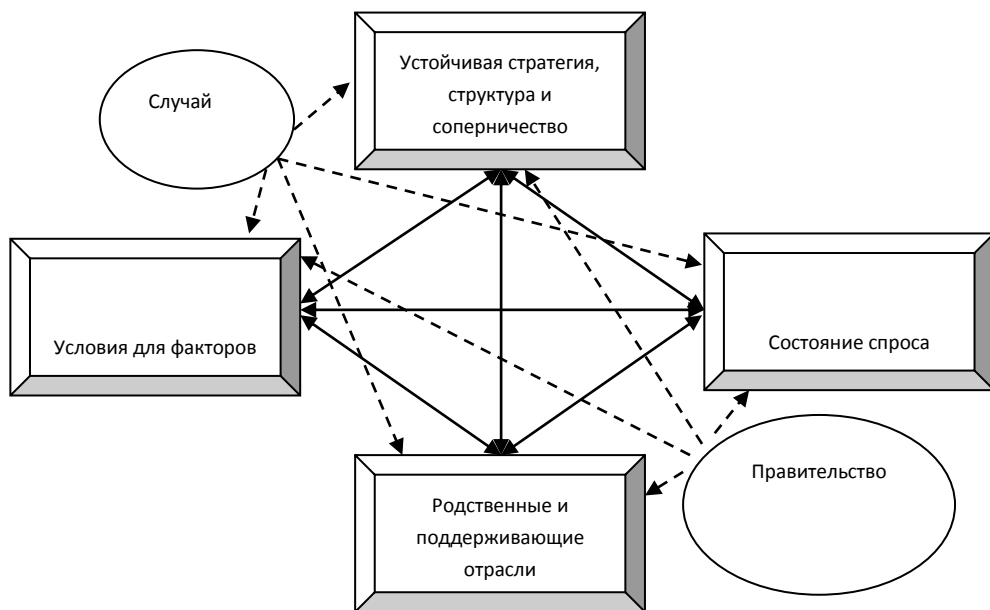 Устойчивая стратегия,
структура и
соперничество
Случай
Условия для факторов
Состояние спроса
Правительство
Родственные и
поддерживающие
отрасли